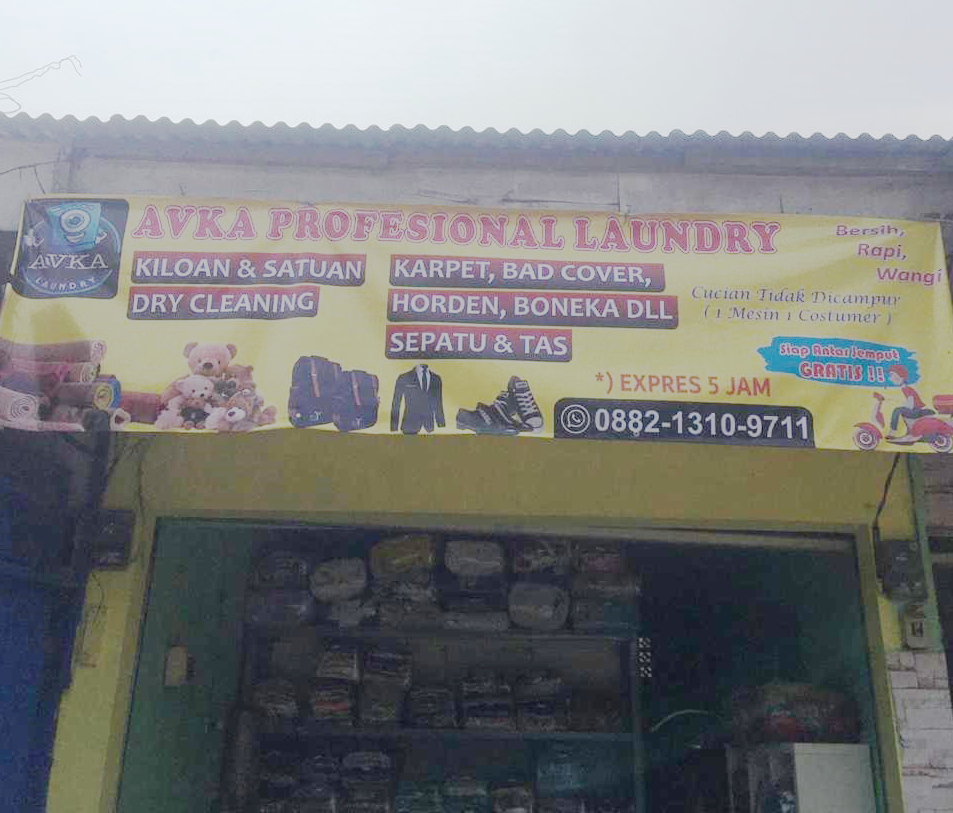 AVKA
LAUNDRY
AVKA PROFESIONAL LAUNDRY
KILOAN & SATUAN
DRY CLEANING
KARPET, BAD COVER,
HORDEN, BONEKA DLL
SEPATU & TAS
Bersih,
Rapi,
Wangi
Cucian Tidak Dicampur
( 1 Mesin 1 Costumer )
Siap Antar Jemput
GRATIS !!
*) EXPRES 5 JAM
0882-1310-9711